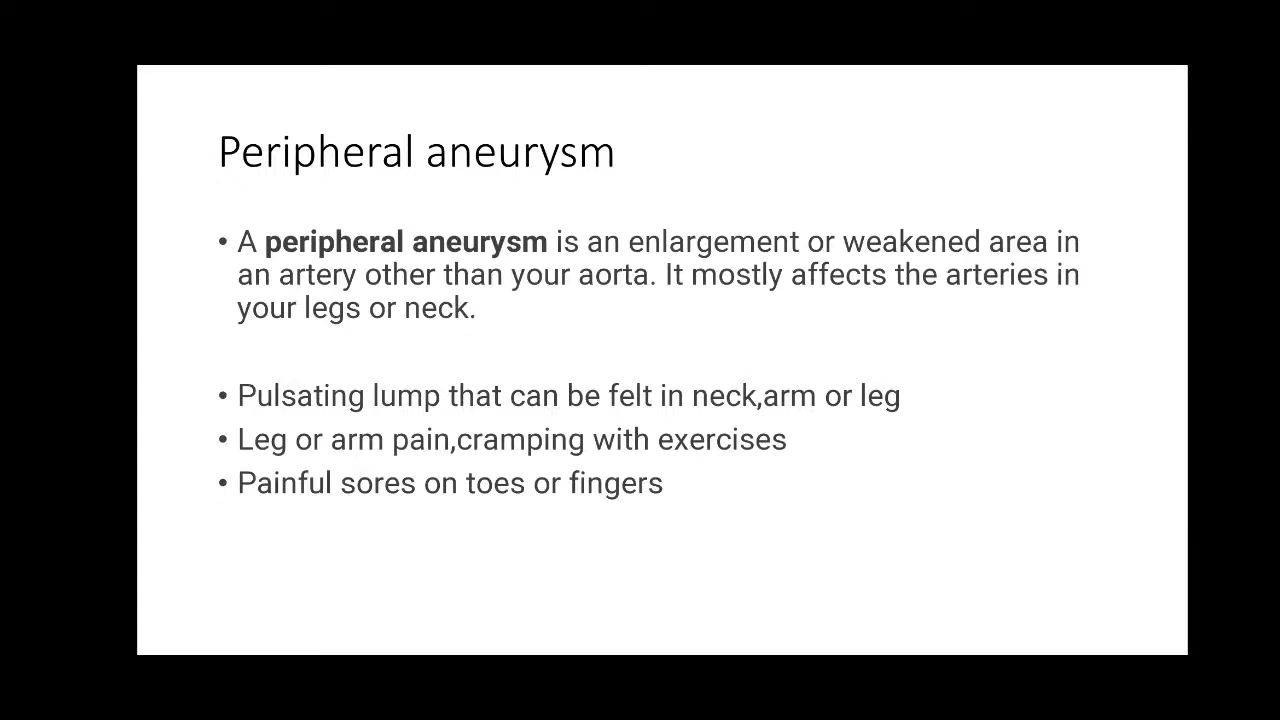 Peripheral aneurysm
• A peripheral aneurysm is an enlargement or weakened area in
an artery other than your aorta. It mostly affects the arteries in
your legs or neck.
• Pulsating lump that can be felt in neck,arm or leg
• Leg or arm pain,cramping with exercises
• Painful sores on toes or fingers